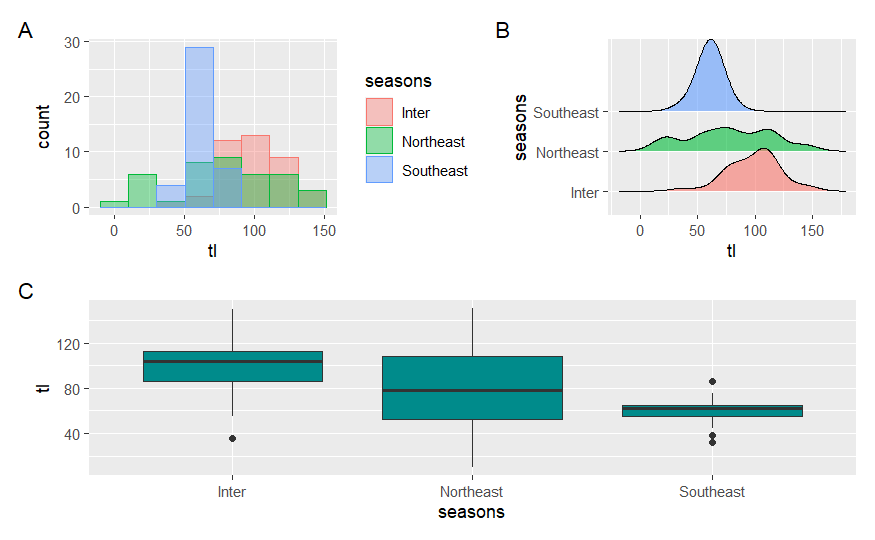 A
count
30
20
10
0
0
50
100
150
tl
seasons
Inter
Northeast
Southeast
B
seasons
Southeast
Northeast
Inter
0
50
100
150
tl
C
tl
120
80
40
Inter
Northeast
Southeast
seasons